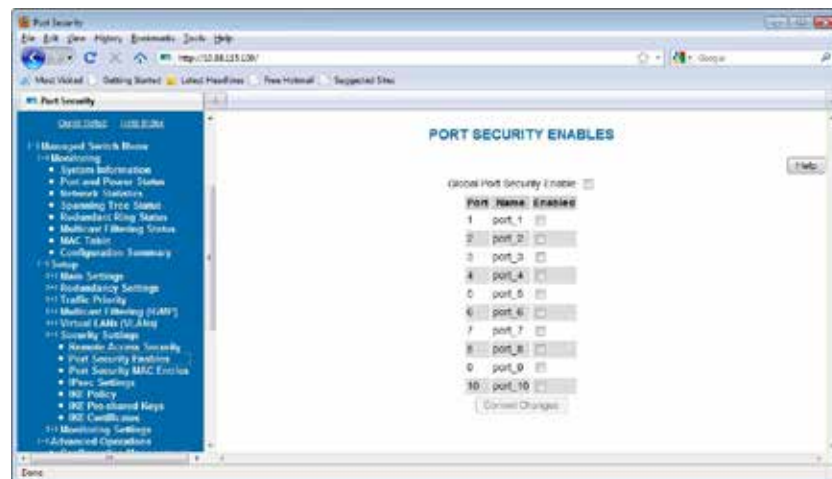 Port Security
File Edit View History Bookmarks Tools Help
Google
Most Visited Getting Started Latest Headlines Free Hotmail Suggested Sites
Port Security
Managed Switch Menu
Monitoring
System Information
Port and Power Status
Network Statistics
Spanning Tree Status
Redundant Ring Status
Multicast Filtering Status
MAC Table
Configuration Summary
Setup
Main Settings
Redundancy Settings
Traffic Priority
Multicast Filtering (IGMP)
Virtual LANs (VLANs)
Security Settings
Remote Access Security
Port Security Enables
Port Security MAC Entries
IPsec Settings
IKE Policy
IKE Pre-shared Keys
IKE Certificates
Monitoring Settings
Advanced Operations
Done
PORT SECURITY ENABLES
Help
Global Port Security Enable
Port Name Enabled
1 port_1
2 port_2
3 port_3
4 port_4
5 port_5
6 port_6
7 port_7
8 port_8
9 port_9
10 port_10
Commit Changes